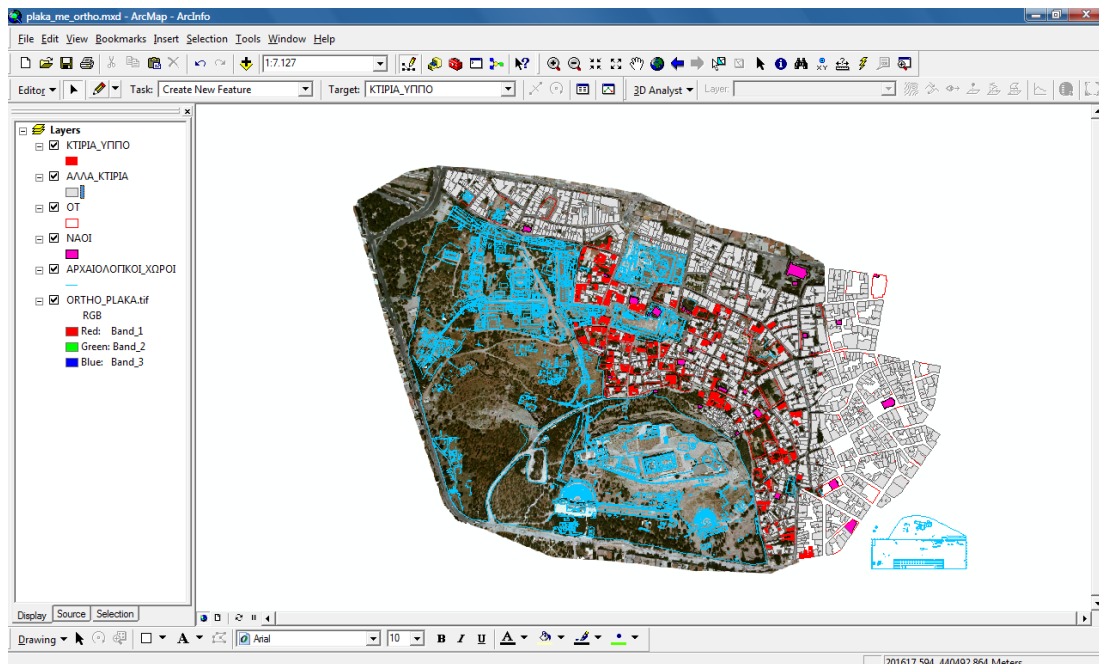 plaka_me_ortho.mxd - ArcMap - ArcInfo
File Edit View Bookmarks Insert Selection Tools Window Help
1:7.127
Editor Task: Create New Feature Target: ΚΤΙΡΙΑ_ΥΠΠΟ 3D Analyst Layer:
Layers
ΚΤΙΡΙΑ_ΥΠΠΟ
ΑΛΛΑ_ΚΤΙΡΙΑ
ΟΤ
ΝΑΟΙ
ΑΡΧΑΙΟΛΟΓΙΚΟΙ_ΧΩΡΟΙ
ORTHO_PLAKA.tif
RGB
Red: Band_1
Green: Band_2
Blue: Band_3
Display Source Selection
Drawing A Arial 10 B I U A
201617,594 440492,864 Meters